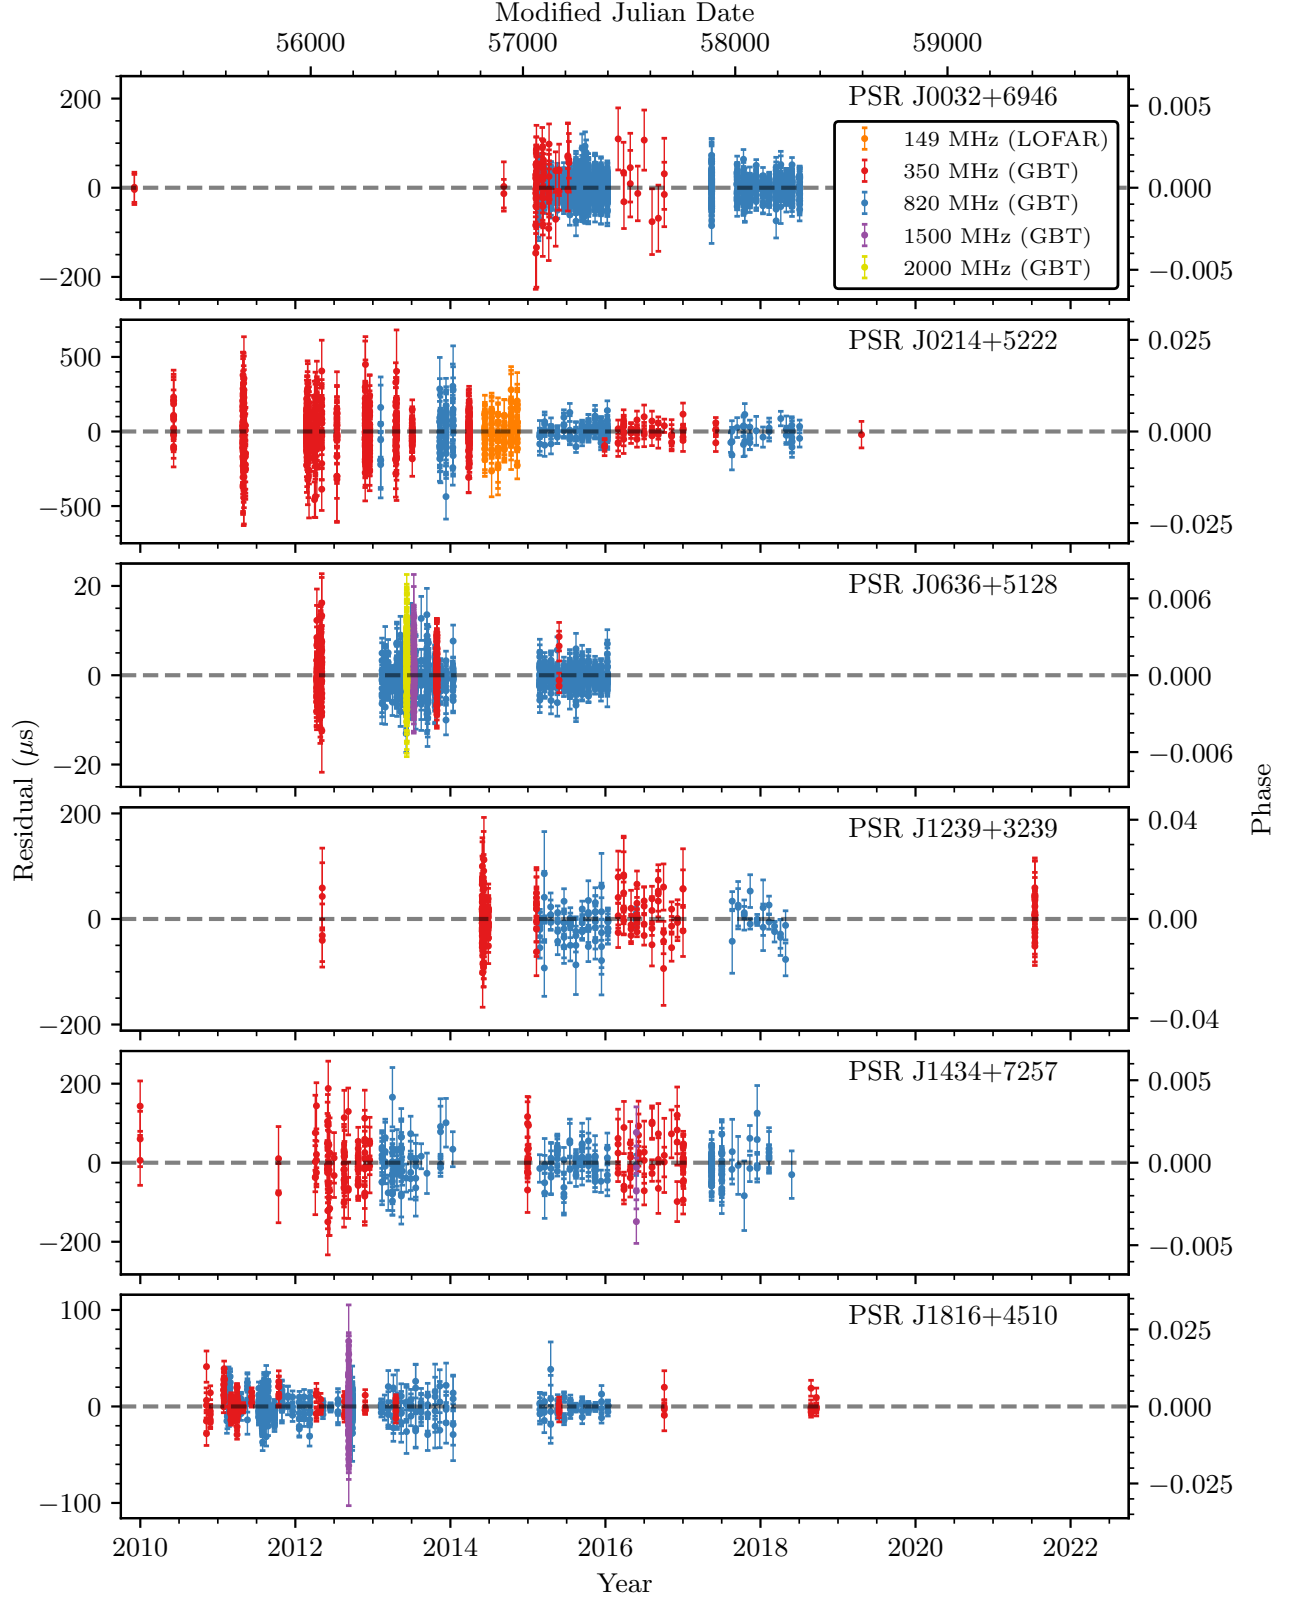 Modified Julian Date
56000 57000 58000 59000
PSR J0032+6946
200 0 −200
0.005 0.000 −0.005
149 MHz (LOFAR)
350 MHz (GBT)
820 MHz (GBT)
1500 MHz (GBT)
2000 MHz (GBT)
PSR J0214+5222
500 0 −500
0.025 0.000 −0.025
PSR J0636+5128
20 0 −20
0.006 0.000 −0.006
Residual (μs)
Phase
PSR J1239+3239
200 0 −200
0.04 0.00 −0.04
PSR J1434+7257
200 0 −200
0.005 0.000 −0.005
PSR J1816+4510
100 0 −100
0.025 0.000 −0.025
2010 2012 2014 2016 2018 2020 2022
Year